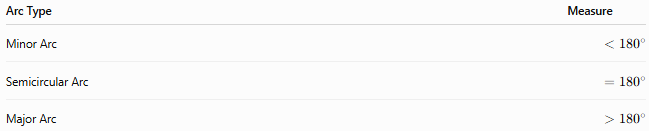 Arc Type Measure
Minor Arc < 180°
Semicircular Arc = 180°
Major Arc > 180°